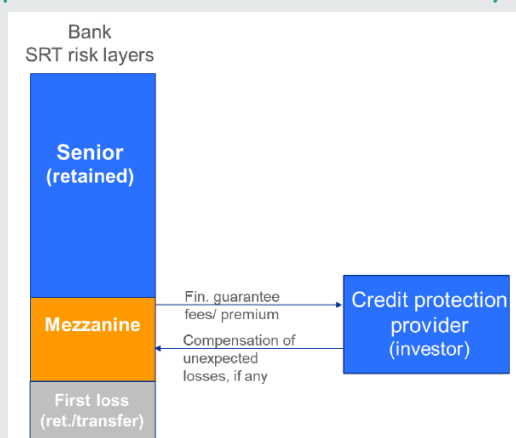 Bank
SRT risk layers
Senior
(retained)
Mezzanine
First loss
(ret./transfer)
Fin. guarantee
fees/ premium
Compensation of
unexpected
losses, if any
Credit protection
provider
(investor)